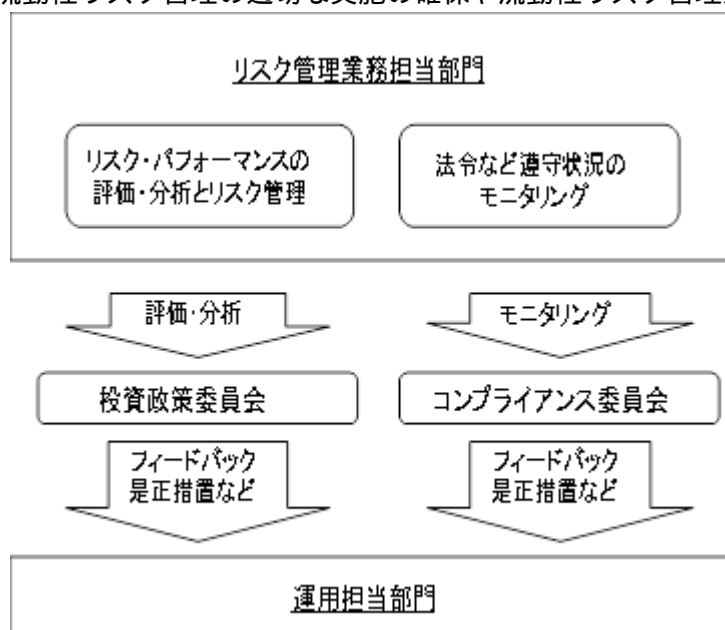 流動性リスク管理の適切な実施の確保や流動性リスク管理
リスク管理業務担当部門
リスク・パフォーマンスの
評価・分析とリスク管理
法令など遵守状況の
モニタリング
評価・分析
モニタリング
投資政策委員会
コンプライアンス委員会
フィードバック
是正措置など
フィードバック
是正措置など
運用担当部門